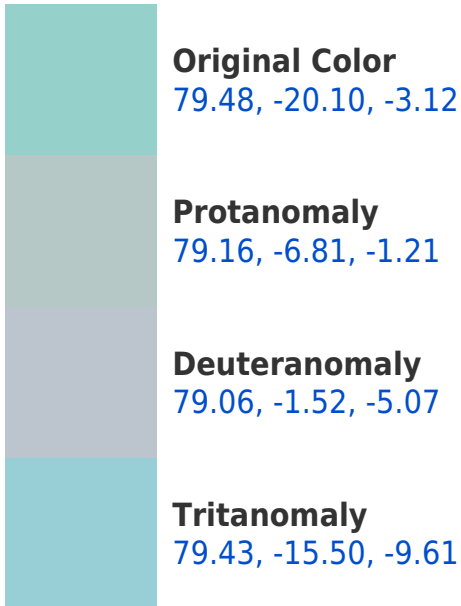 Original Color
79.48, -20.10, -3.12
Protanomaly
79.16, -6.81, -1.21
Deuteranomaly
79.06, -1.52, -5.07
Tritanomaly
79.43, -15.50, -9.61